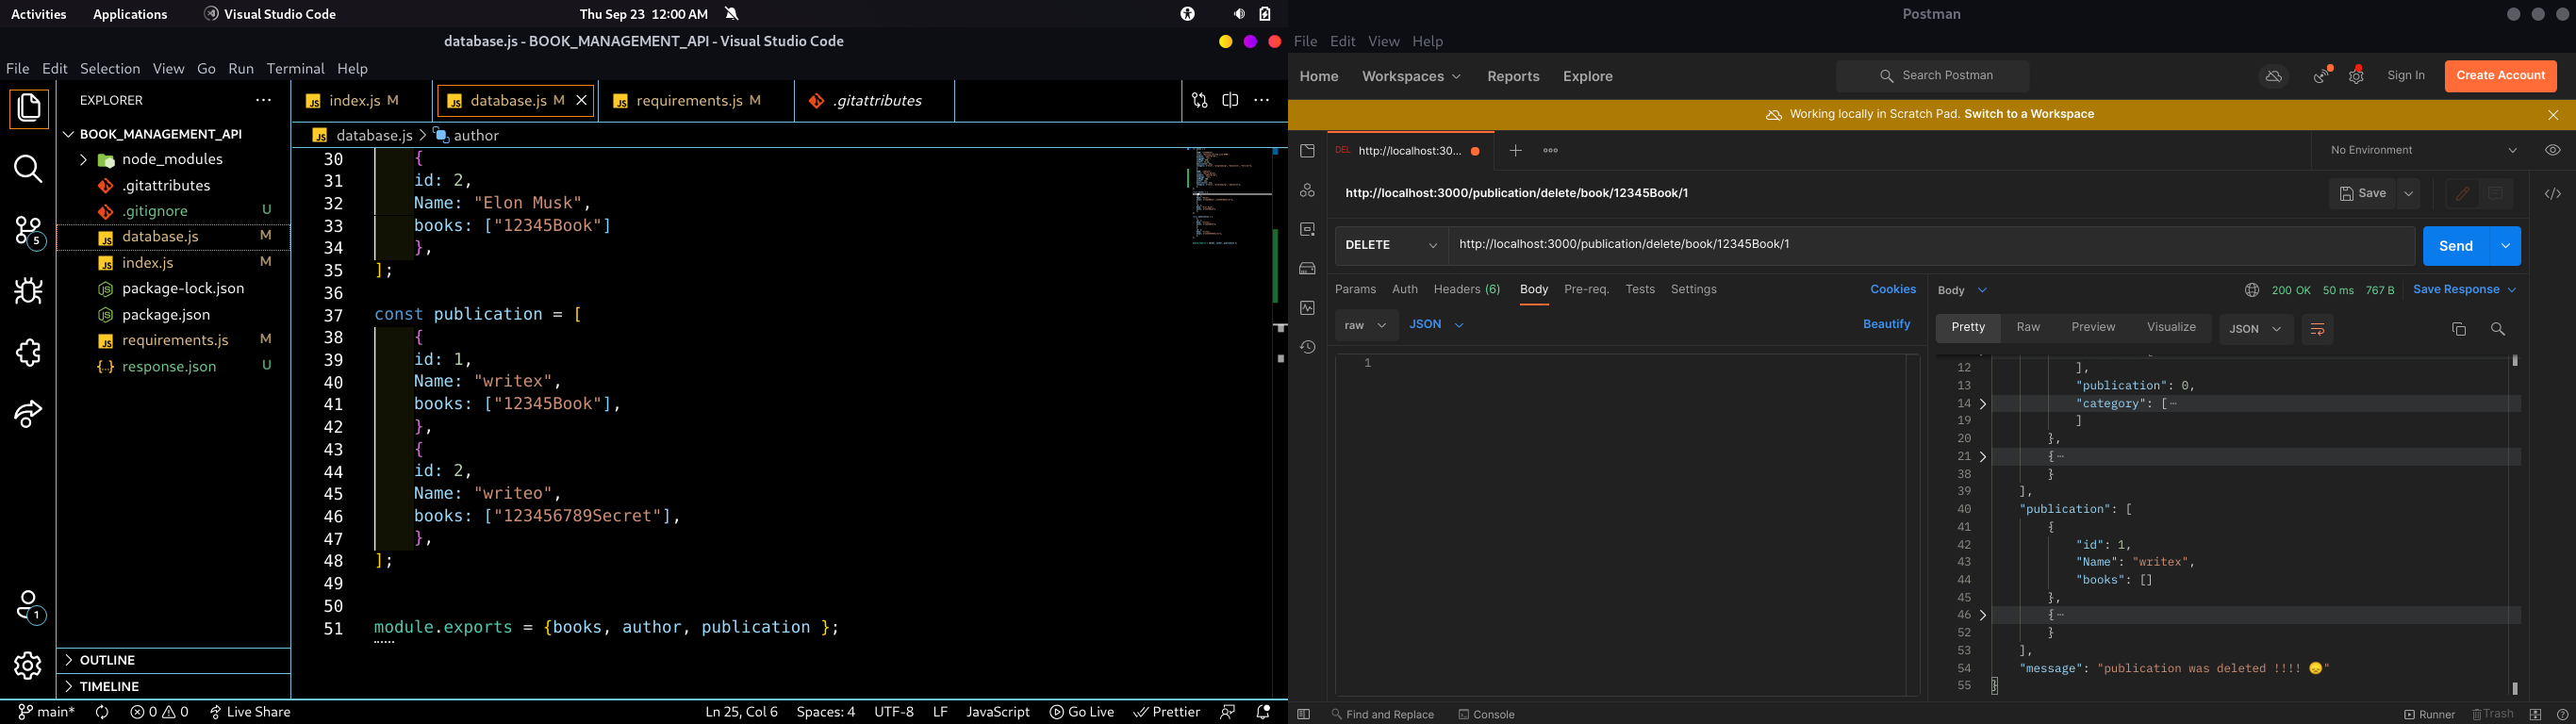 Activities Applications Visual Studio Code Thu Sep 23 12:00 AM
database.js - BOOK_MANAGEMENT_API - Visual Studio Code
File Edit Selection View Go Run Terminal Help
EXPLORER
BOOK_MANAGEMENT_API
node_modules
.gitattributes
.gitignore U
database.js M
index.js M
package-lock.json
package.json
requirements.js M
response.json U
OUTLINE
TIMELINE
5
1
index.js M database.js M requirements.js M .gitattributes
database.js > author
30 {
31 id: 2,
32 Name: "Elon Musk",
33 books: ["12345Book"]
34 },
35 ];
36
37 const publication = [
38 {
39 id: 1,
40 Name: "writex",
41 books: ["12345Book"],
42 },
43 {
44 id: 2,
45 Name: "writeo",
46 books: ["123456789Secret"],
47 },
48 ];
49
50
51 module.exports = {books, author, publication };
main* 0 0 Live Share Ln 25, Col 6 Spaces: 4 UTF-8 LF JavaScript Go Live Prettier
Postman
File Edit View Help
Home Workspaces Reports Explore Search Postman Sign In Create Account
Working locally in Scratch Pad. Switch to a Workspace
DEL http://localhost:30... No Environment
http://localhost:3000/publication/delete/book/12345Book/1 Save
DELETE http://localhost:3000/publication/delete/book/12345Book/1 Send
Params Auth Headers (6) Body Pre-req. Tests Settings Cookies
raw JSON Beautify
1
Body 200 OK 50 ms 767 B Save Response
Pretty Raw Preview Visualize JSON
12 ],
13 "publication": 0,
14 "category": [
19 ]
20 },
21 {
38 }
39 ],
40 "publication": [
41 {
42 "id": 1,
43 "Name": "writex",
44 "books": []
45 },
46 {
52 }
53 ],
54 "message": "publication was deleted !!!! 😞"
55 }
Find and Replace Console Runner Trash